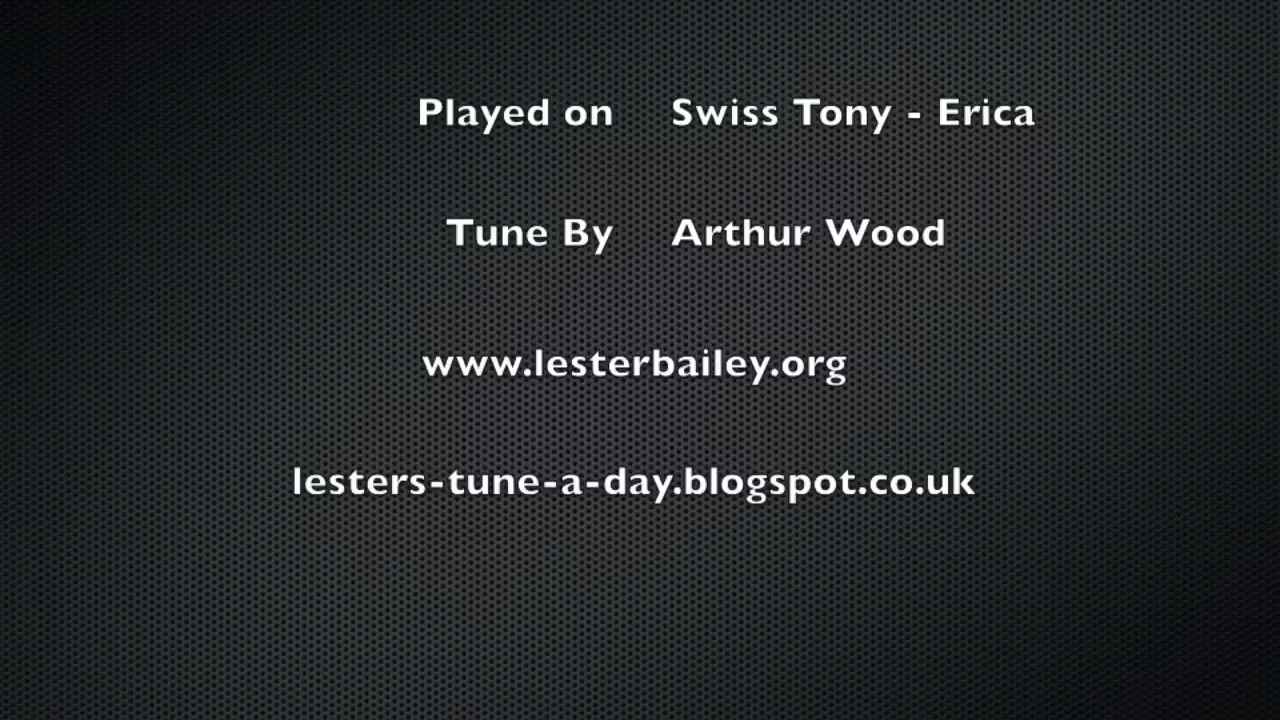 Played on Swiss Tony - Erica
Tune By Arthur Wood
www.lesterbailey.org
lesters-tune-a-day.blogspot.co.uk